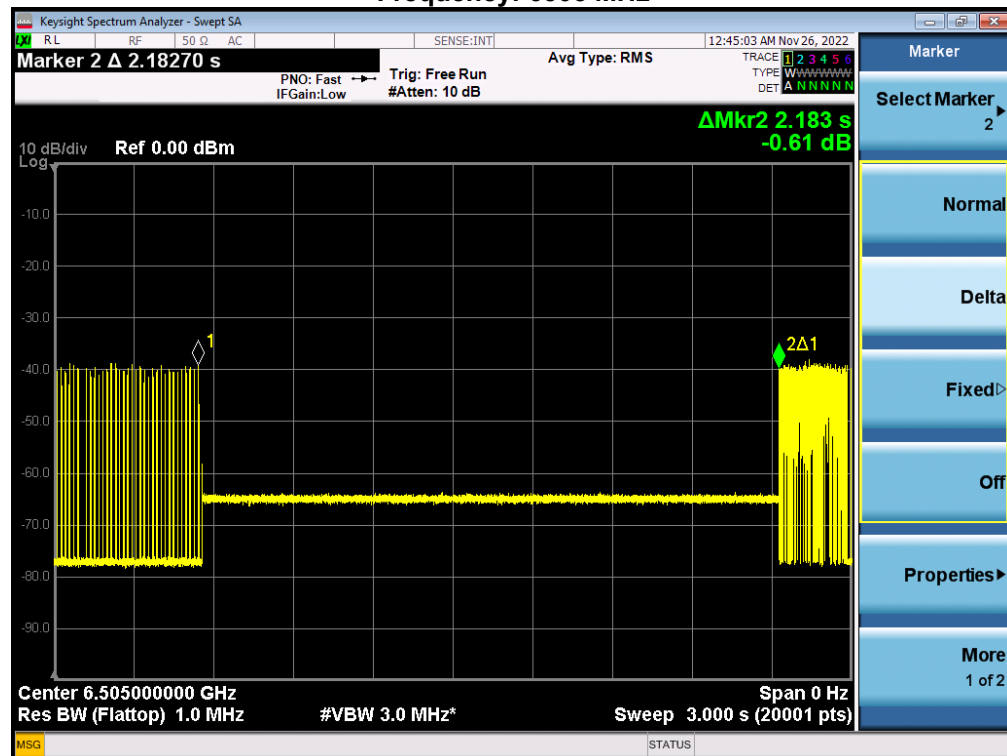 Keysight Spectrum Analyzer - Swept SA
LXI RL RF 50 Ω AC SENSE:INT 12:45:03 AM Nov 26, 2022
Marker 2 Δ 2.18270 s
PNO: Fast
IFGain:Low
Trig: Free Run
#Atten: 10 dB
Avg Type: RMS
TRACE 1 2 3 4 5 6
TYPE W W W W W W
DET A N N N N N
ΔMkr2 2.183 s
-0.61 dB
10 dB/div Ref 0.00 dBm
Log
-10.0
-20.0
-30.0
-40.0
-50.0
-60.0
-70.0
-80.0
-90.0
1
2Δ1
Center 6.505000000 GHz Span 0 Hz
Res BW (Flattop) 1.0 MHz #VBW 3.0 MHz* Sweep 3.000 s (20001 pts)
MSG STATUS
Marker
Select Marker
2
Normal
Delta
Fixed
Off
Properties
More
1 of 2